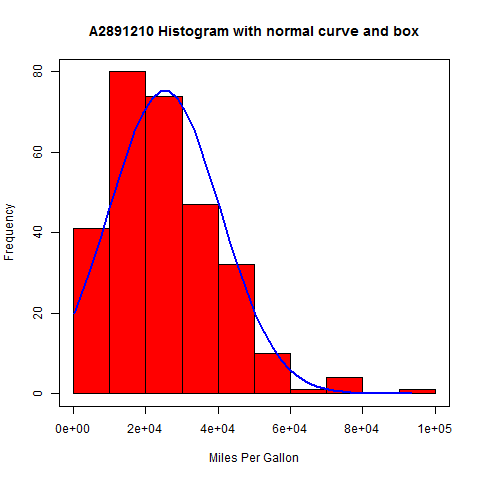 A2891210 Histogram with normal curve and box
Frequency
80
60
40
20
0
0e+00 2e+04 4e+04 6e+04 8e+04 1e+05
Miles Per Gallon